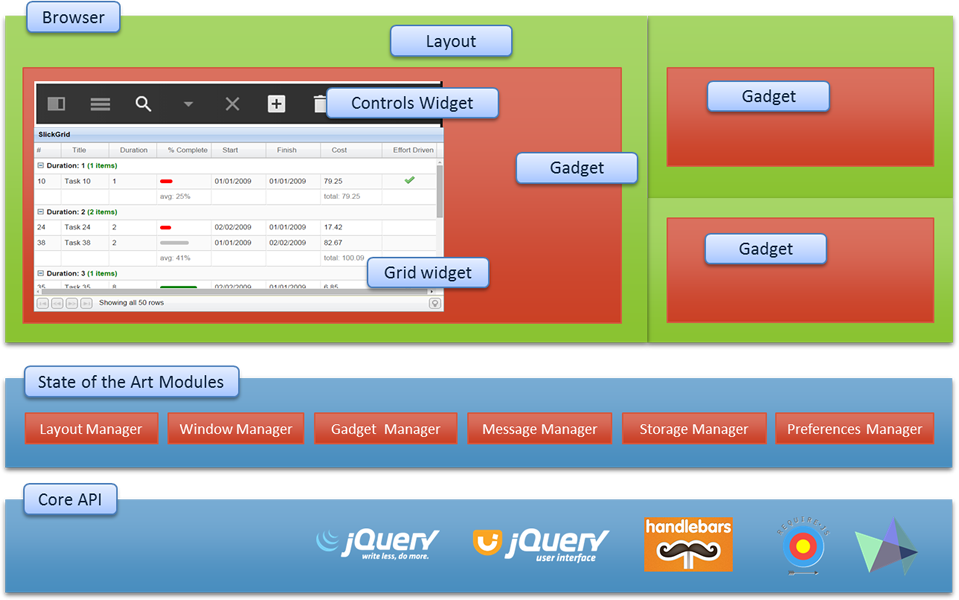 Browser
Layout
Controls Widget
SlickGrid
# Title Duration % Complete Start Finish Cost Effort Driven
Duration: 1 (1 items)
10 Task 10 1 01/01/2009 01/01/2009 79.25
avg: 25% total: 79.25
Duration: 2 (2 items)
24 Task 24 2 02/02/2009 01/01/2009 17.42
38 Task 38 2 01/01/2009 02/02/2009 82.67
avg: 41% total: 100.09
Duration: 3 (1 items)
35 Task 35 8 02/02/2009 01/01/2009 6.85
Showing all 50 rows
Grid widget
Gadget
Gadget
Gadget
State of the Art Modules
Layout Manager
Window Manager
Gadget Manager
Message Manager
Storage Manager
Preferences Manager
Core API
jQuery
write less, do more.
jQuery
user interface
handlebars
REQUIREJS